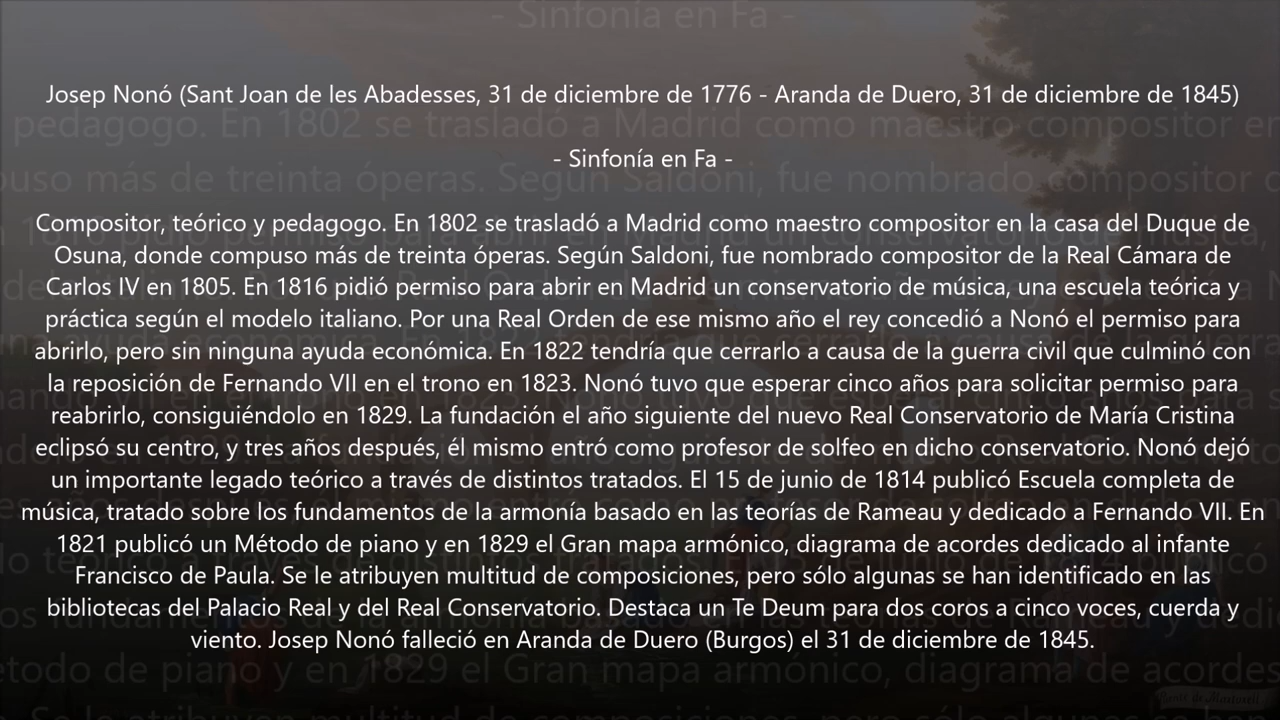 - Sinfonía en Fa -
Josep Nonó (Sant Joan de les Abadesses, 31 de diciembre de 1776 - Aranda de Duero, 31 de diciembre de 1845)
- Sinfonía en Fa -
Compositor, teórico y pedagogo. En 1802 se trasladó a Madrid como maestro compositor en la casa del Duque de
Osuna, donde compuso más de treinta óperas. Según Saldoni, fue nombrado compositor de la Real Cámara de
Carlos IV en 1805. En 1816 pidió permiso para abrir en Madrid un conservatorio de música, una escuela teórica y
práctica según el modelo italiano. Por una Real Orden de ese mismo año el rey concedió a Nonó el permiso para
abrirlo, pero sin ninguna ayuda económica. En 1822 tendría que cerrarlo a causa de la guerra civil que culminó con
la reposición de Fernando VII en el trono en 1823. Nonó tuvo que esperar cinco años para solicitar permiso para
reabrirlo, consiguiéndolo en 1829. La fundación el año siguiente del nuevo Real Conservatorio de María Cristina
eclipsó su centro, y tres años después, él mismo entró como profesor de solfeo en dicho conservatorio. Nonó dejó
un importante legado teórico a través de distintos tratados. El 15 de junio de 1814 publicó Escuela completa de
música, tratado sobre los fundamentos de la armonía basado en las teorías de Rameau y dedicado a Fernando VII. En
1821 publicó un Método de piano y en 1829 el Gran mapa armónico, diagrama de acordes dedicado al infante
Francisco de Paula. Se le atribuyen multitud de composiciones, pero sólo algunas se han identificado en las
bibliotecas del Palacio Real y del Real Conservatorio. Destaca un Te Deum para dos coros a cinco voces, cuerda y
viento. Josep Nonó falleció en Aranda de Duero (Burgos) el 31 de diciembre de 1845.